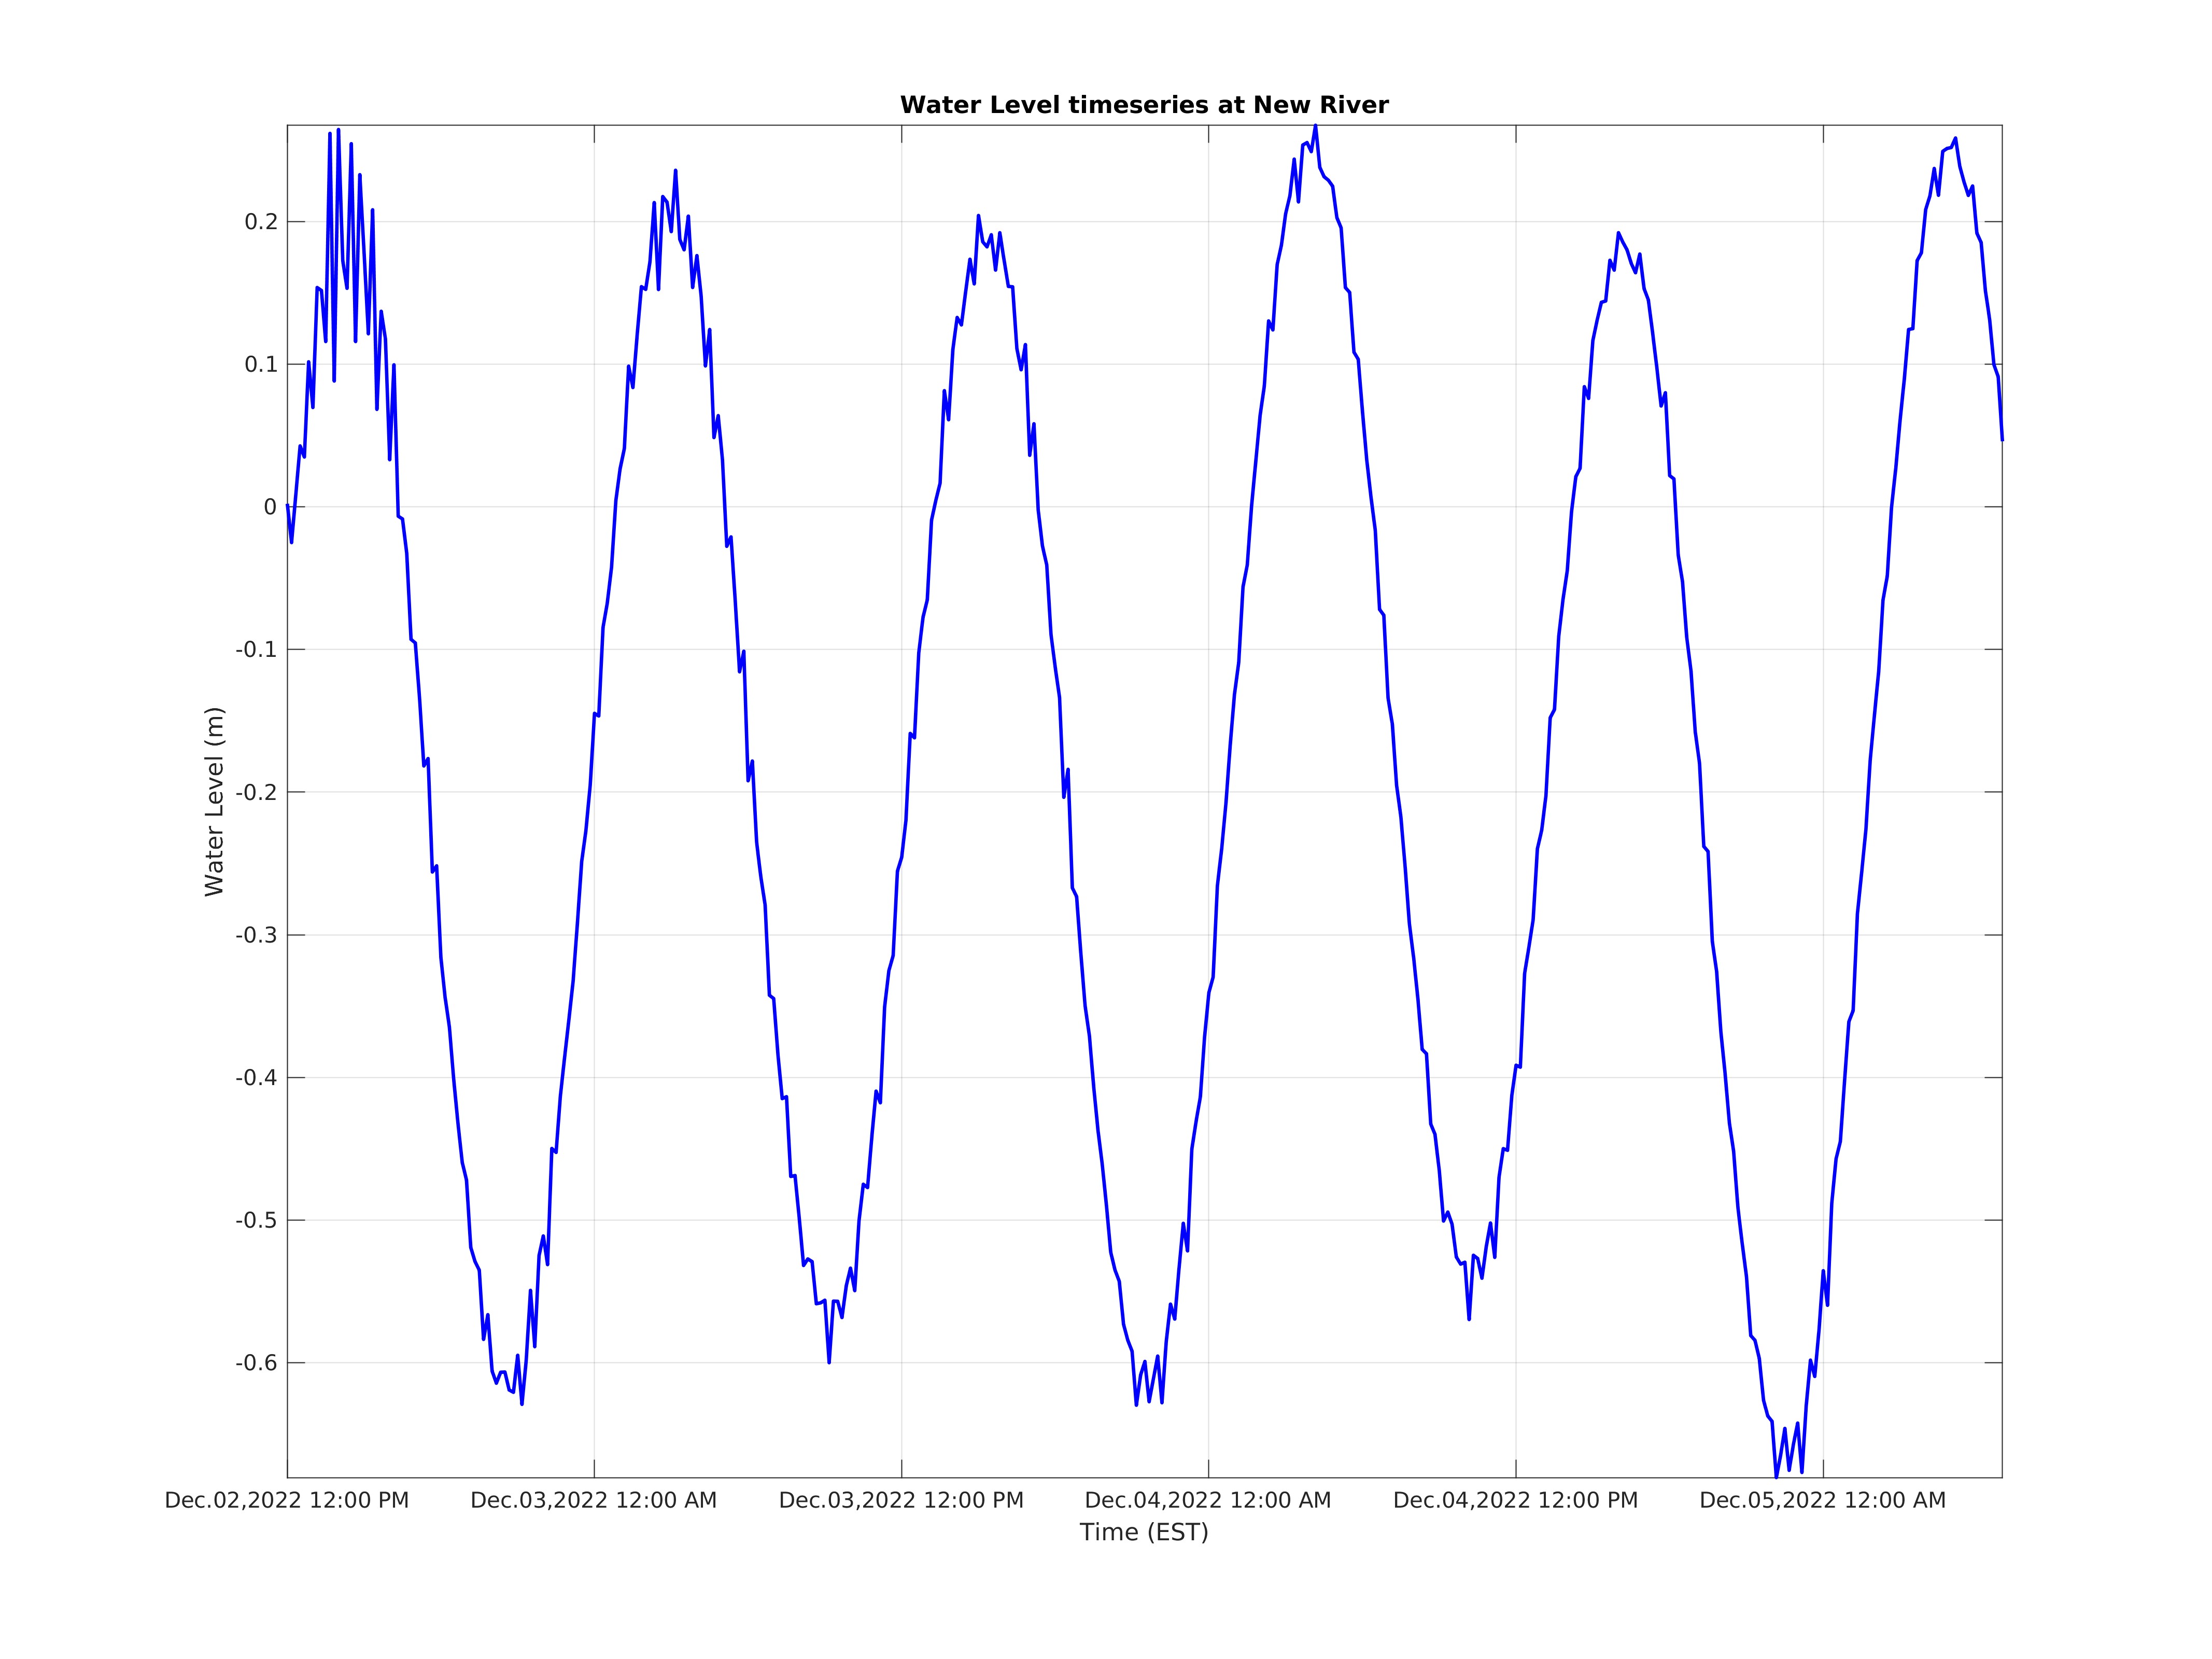 Water Level timeseries at New River
0.2
0.1
0
-0.1
-0.2
-0.3
-0.4
-0.5
-0.6
Water Level (m)
Dec.02,2022 12:00 PM Dec.03,2022 12:00 AM Dec.03,2022 12:00 PM Dec.04,2022 12:00 AM Dec.04,2022 12:00 PM Dec.05,2022 12:00 AM
Time (EST)